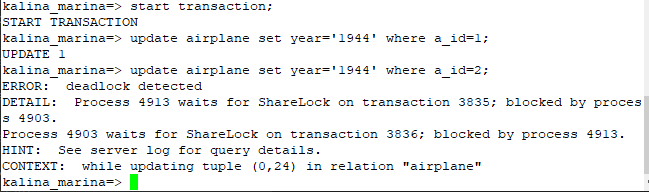 kalina_marina=> start transaction;
START TRANSACTION
kalina_marina=> update airplane set year='1944' where a_id=1;
UPDATE 1
kalina_marina=> update airplane set year='1944' where a_id=2;
ERROR:  deadlock detected
DETAIL:  Process 4913 waits for ShareLock on transaction 3835; blocked by proces
s 4903.
Process 4903 waits for ShareLock on transaction 3836; blocked by process 4913.
HINT:  See server log for query details.
CONTEXT:  while updating tuple (0,24) in relation "airplane"
kalina_marina=>